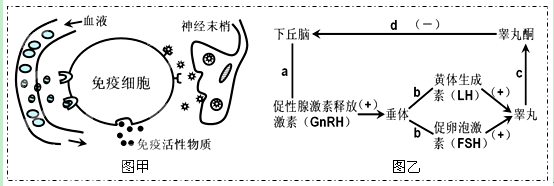 血液
神经末梢
免疫细胞
免疫活性物质
图甲
下丘脑
d (一)
睾丸酮
a
促性腺激素释放
激素(GnRH)
(+)
垂体
b
黄体生成
素(LH)
(+)
b
促卵泡激
素(FSH)
(+)
c
睾丸
图乙